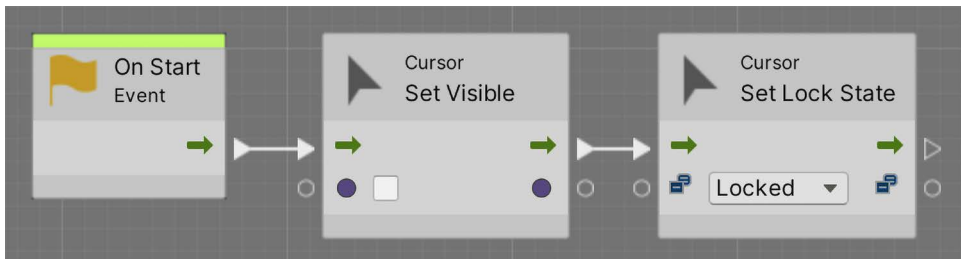 On Start
Event
Cursor
Set Visible
Cursor
Set Lock State
Locked